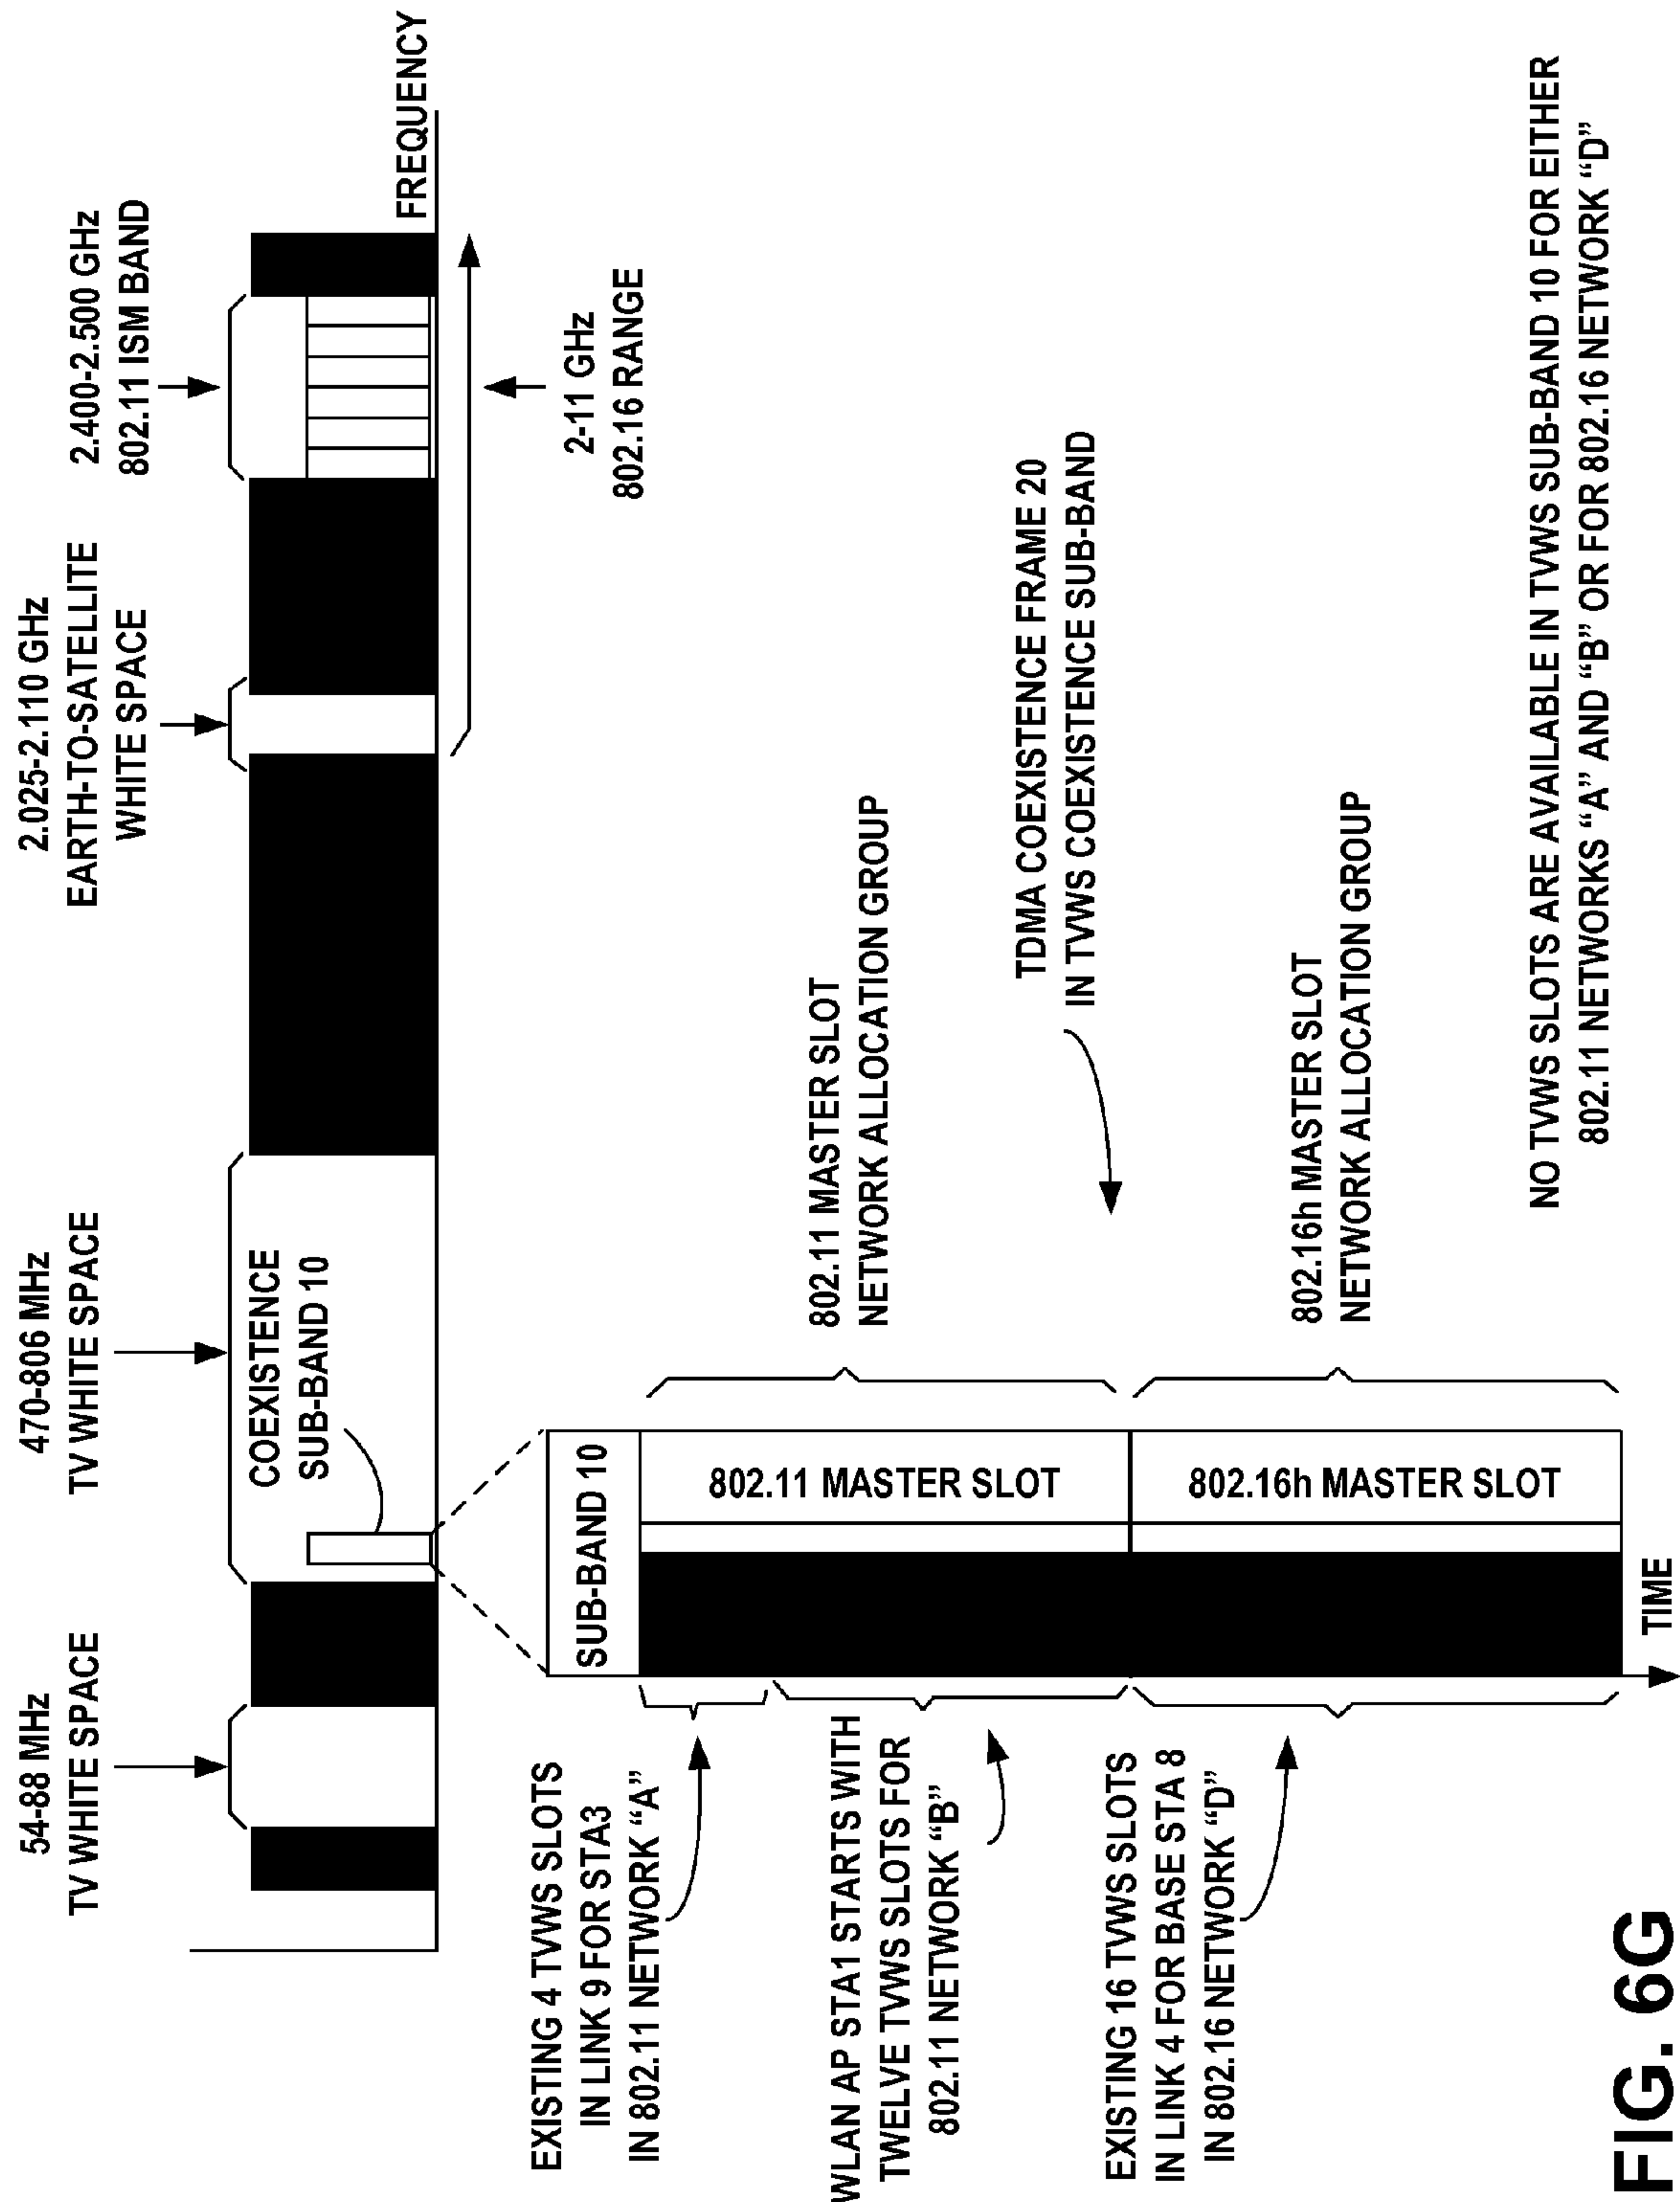 54-88 MHz
TV WHITE SPACE
470-806 MHz
TV WHITE SPACE
2.025-2.110 GHz
EARTH-TO-SATELLITE
WHITE SPACE
2.400-2.500 GHz
802.11 ISM BAND
COEXISTENCE
SUB-BAND 10
FREQUENCY
2-11 GHz
802.16 RANGE
SUB-BAND 10
EXISTING 4 TVWS SLOTS
IN LINK 9 FOR STA3
IN 802.11 NETWORK “A”
802.11 MASTER SLOT
802.11 MASTER SLOT
NETWORK ALLOCATION GROUP
WLAN AP STA1 STARTS WITH
TWELVE TVWS SLOTS FOR
802.11 NETWORK “B”
TDMA COEXISTENCE FRAME 20
IN TVWS COEXISTENCE SUB-BAND
EXISTING 16 TVWS SLOTS
IN LINK 4 FOR BASE STA 8
IN 802.16 NETWORK “D”
802.16h MASTER SLOT
802.16h MASTER SLOT
NETWORK ALLOCATION GROUP
TIME
NO TVWS SLOTS ARE AVAILABLE IN TVWS SUB-BAND 10 FOR EITHER
802.11 NETWORKS “A” AND “B” OR FOR 802.16 NETWORK “D”
FIG. 6G